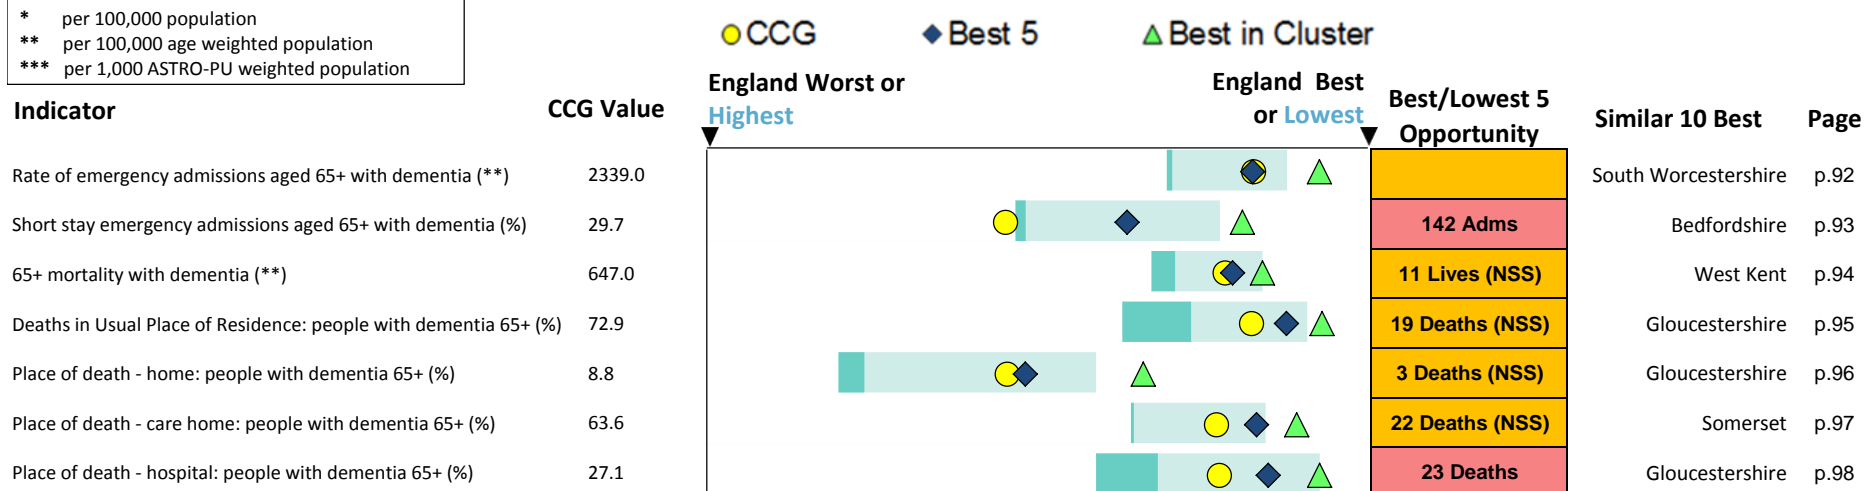 * per 100,000 population
** per 100,000 age weighted population
*** per 1,000 ASTRO-PU weighted population
CCG Best 5 Best in Cluster
Indicator CCG Value England Worst or Highest England Best or Lowest Best/Lowest 5 Opportunity Similar 10 Best Page
Rate of emergency admissions aged 65+ with dementia (**) 2339.0 South Worcestershire p.92
Short stay emergency admissions aged 65+ with dementia (%) 29.7 142 Adms Bedfordshire p.93
65+ mortality with dementia (**) 647.0 11 Lives (NSS) West Kent p.94
Deaths in Usual Place of Residence: people with dementia 65+ (%) 72.9 19 Deaths (NSS) Gloucestershire p.95
Place of death - home: people with dementia 65+ (%) 8.8 3 Deaths (NSS) Gloucestershire p.96
Place of death - care home: people with dementia 65+ (%) 63.6 22 Deaths (NSS) Somerset p.97
Place of death - hospital: people with dementia 65+ (%) 27.1 23 Deaths Gloucestershire p.98